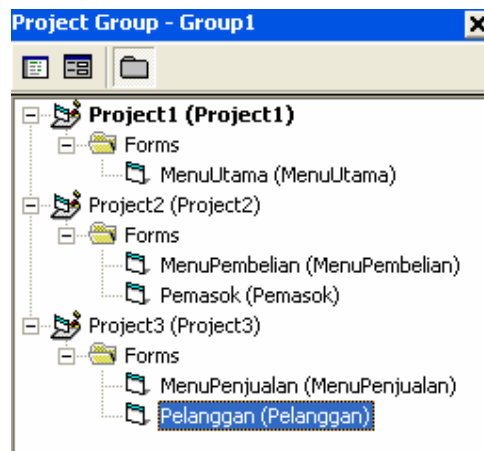 Project Group - Group1
Project1 (Project1)
Forms
MenuUtama (MenuUtama)
Project2 (Project2)
Forms
MenuPembelian (MenuPembelian)
Pemasok (Pemasok)
Project3 (Project3)
Forms
MenuPenjualan (MenuPenjualan)
Pelanggan (Pelanggan)